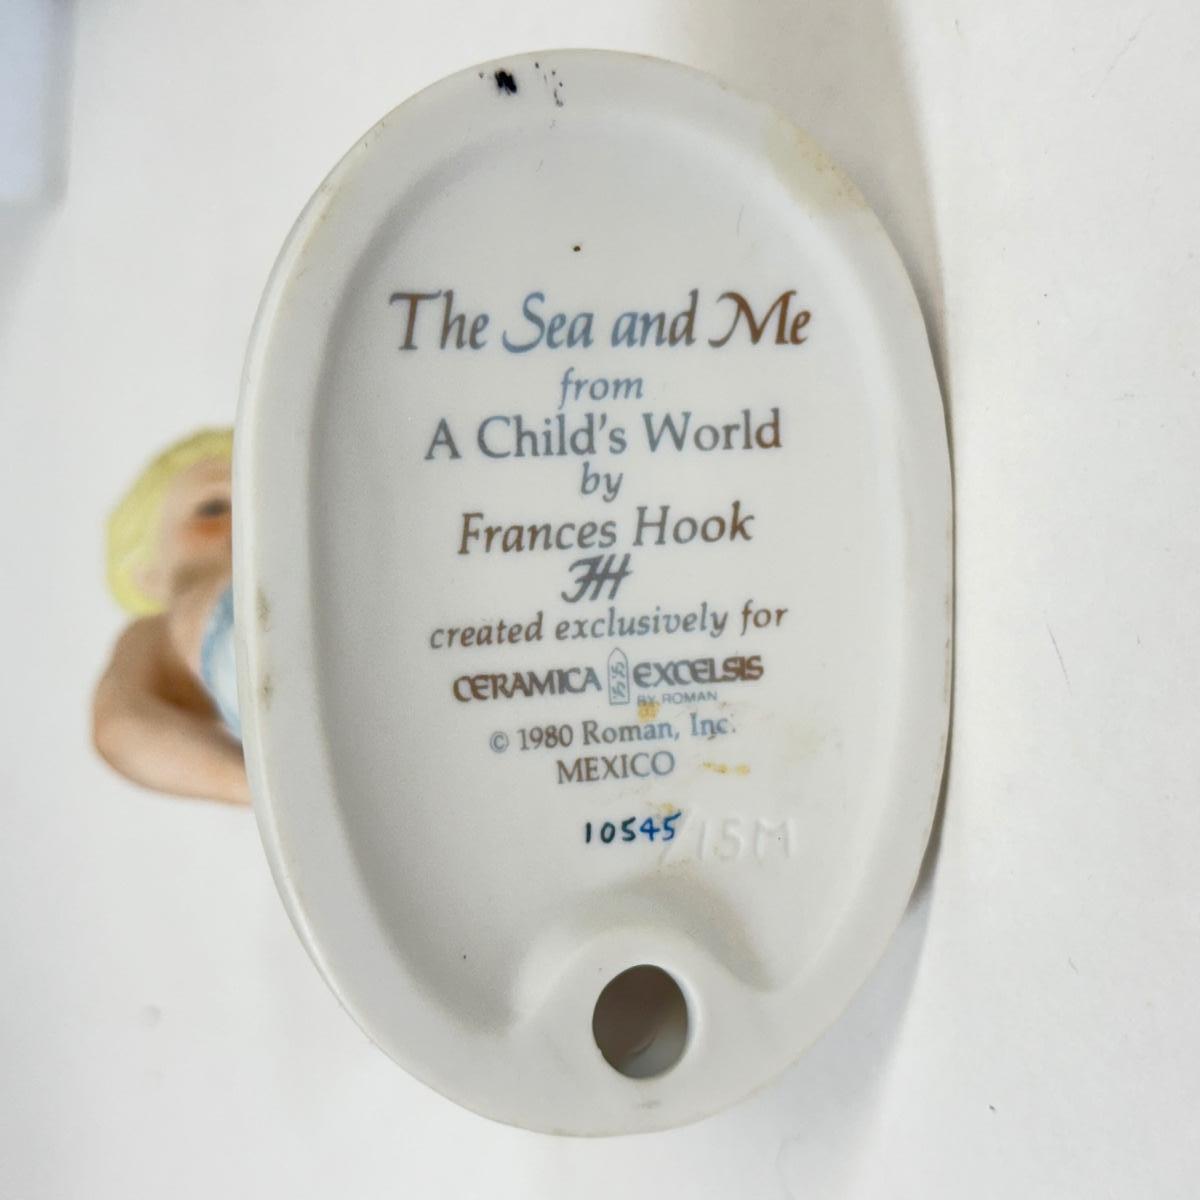 The Sea and Me
from
A Child's World
by
Frances Hook
FH
created exclusively for
CERAMICA EXCELSIS
BY ROMAN
© 1980 Roman, Inc.
MEXICO
10545 /15M